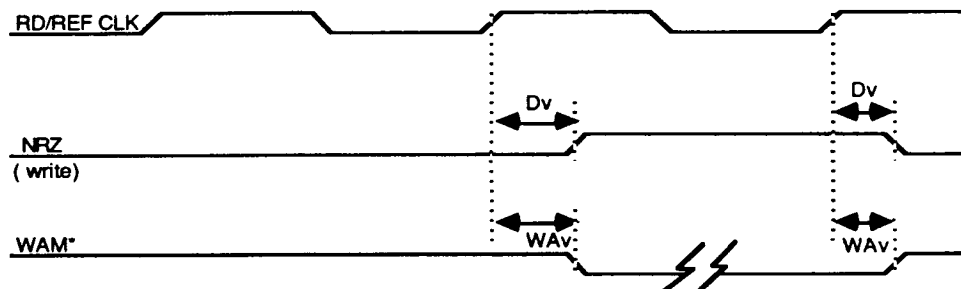 RD/REF CLK
Dv
Dv
NRZ
( write)
WAv
WAv
WAM*